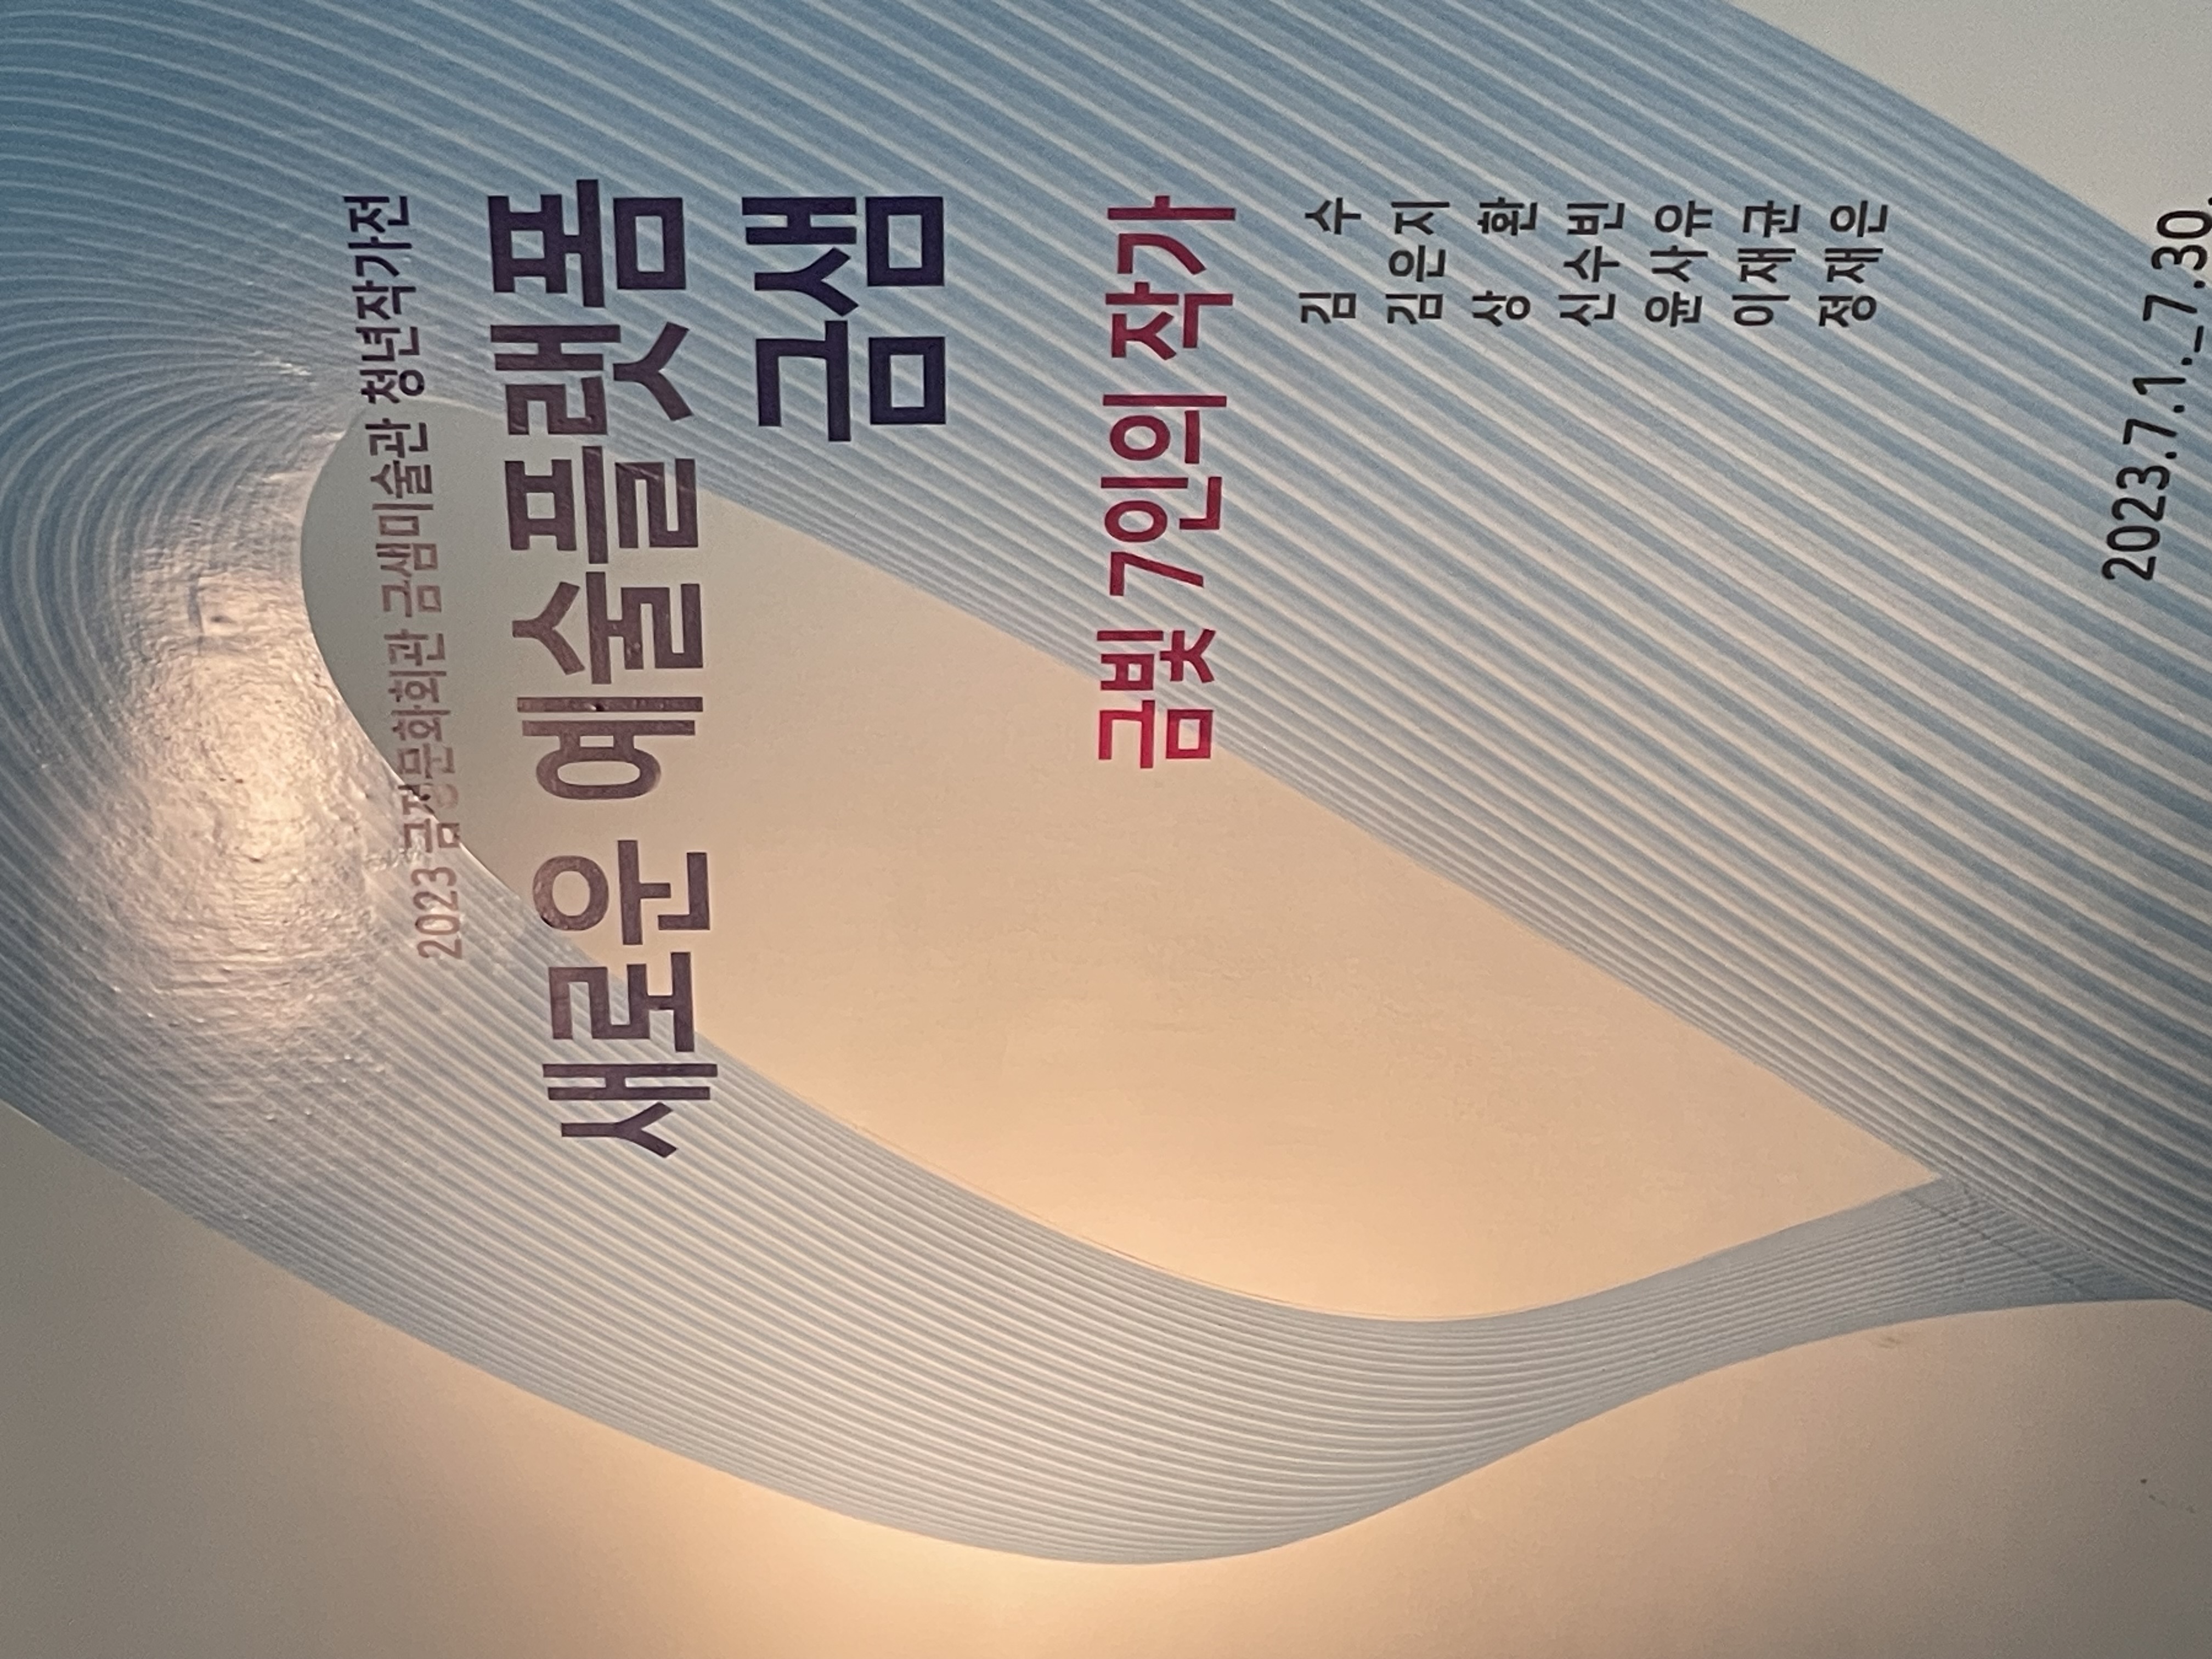 2023 금정문화회관 금샘미술관 청년작가전
새로운 예술플랫폼
금샘
금빛 7인의 작가
김 수
김은지
상 환
신수빈
윤사유
이재균
정재은
2023.7.1._7.30.